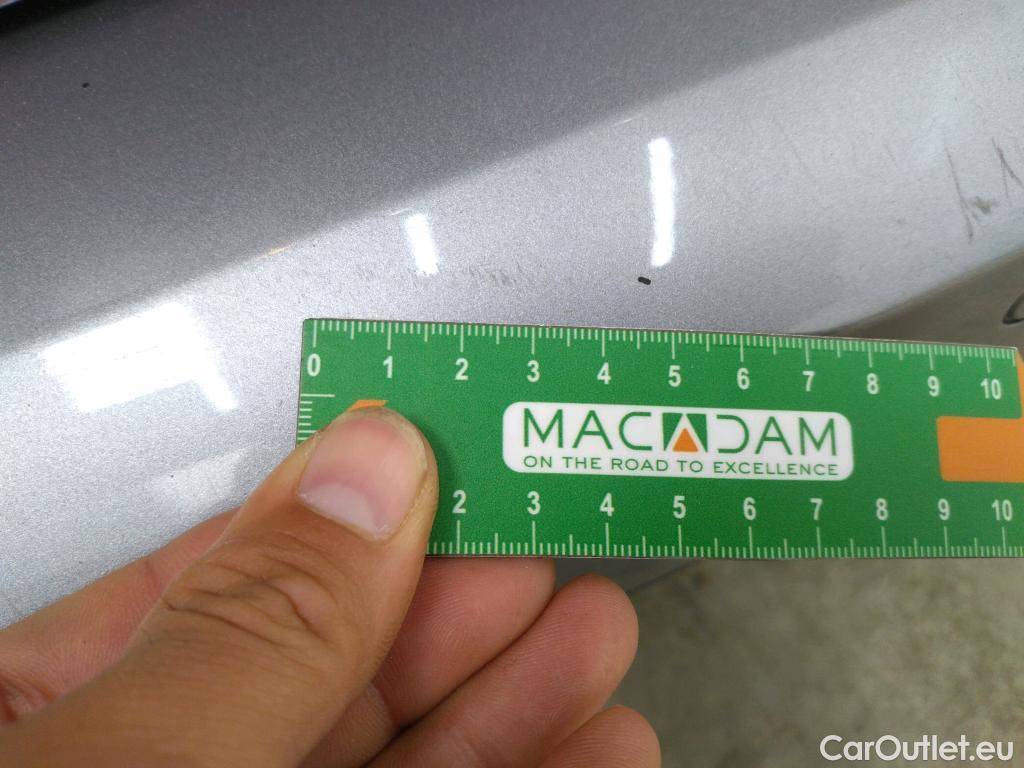 0 1 2 3 4 5 6 7 8 9 10
MACADAM
ON THE ROAD TO EXCELLENCE
2 3 4 5 6 7 8 9 10
CarOutlet.eu